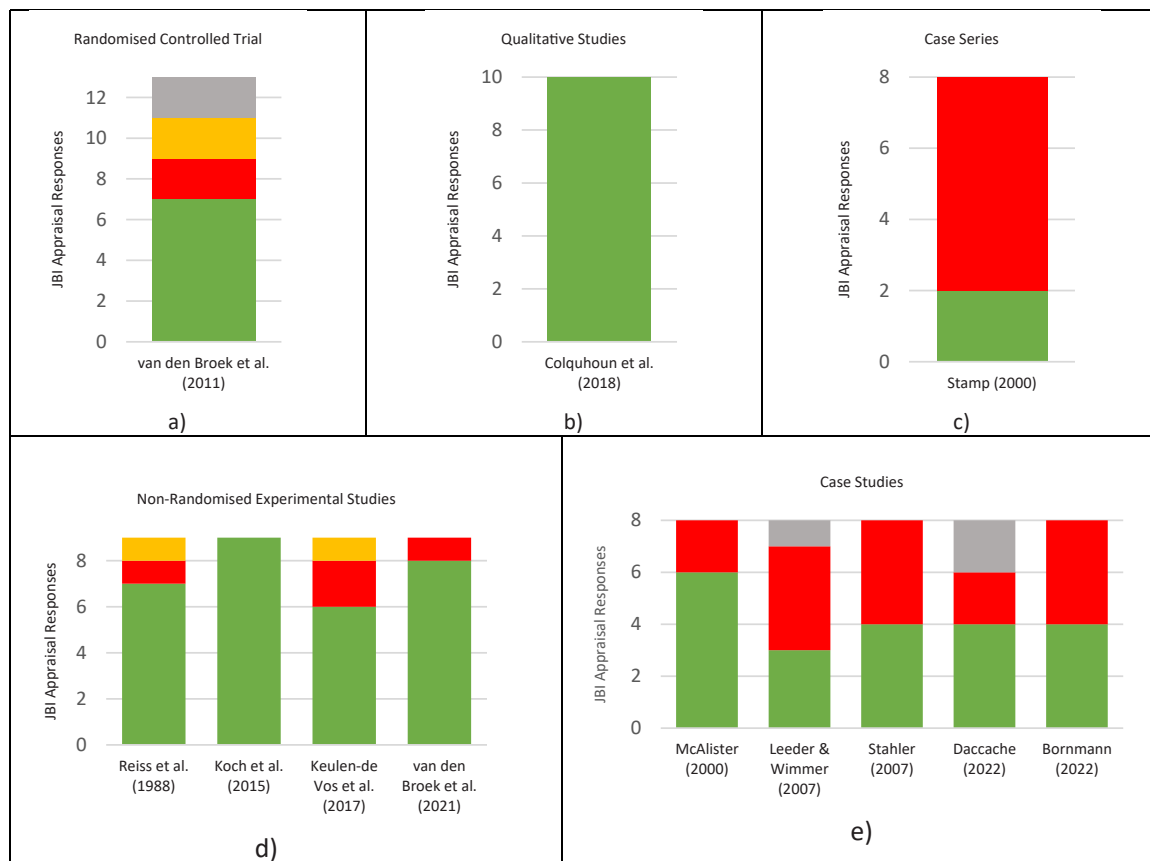 Randomised Controlled Trial
JBI Appraisal Responses
12
10
8
6
4
2
0
van den Broek et al.
(2011)
a)
Qualitative Studies
JBI Appraisal Responses
10
8
6
4
2
0
Colquhoun et al.
(2018)
b)
Case Series
JBI Appraisal Responses
8
6
4
2
0
Stamp (2000)
c)
Non-Randomised Experimental Studies
JBI Appraisal Responses
8
6
4
2
0
Reiss et al.
(1988)
Koch et al.
(2015)
Keulen-de
Vos et al.
(2017)
van den
Broek et al.
(2021)
d)
Case Studies
JBI Appraisal Responses
8
6
4
2
0
McAlister
(2000)
Leeder &
Wimmer
(2007)
Stahler
(2007)
Daccache
(2022)
Bornmann
(2022)
e)